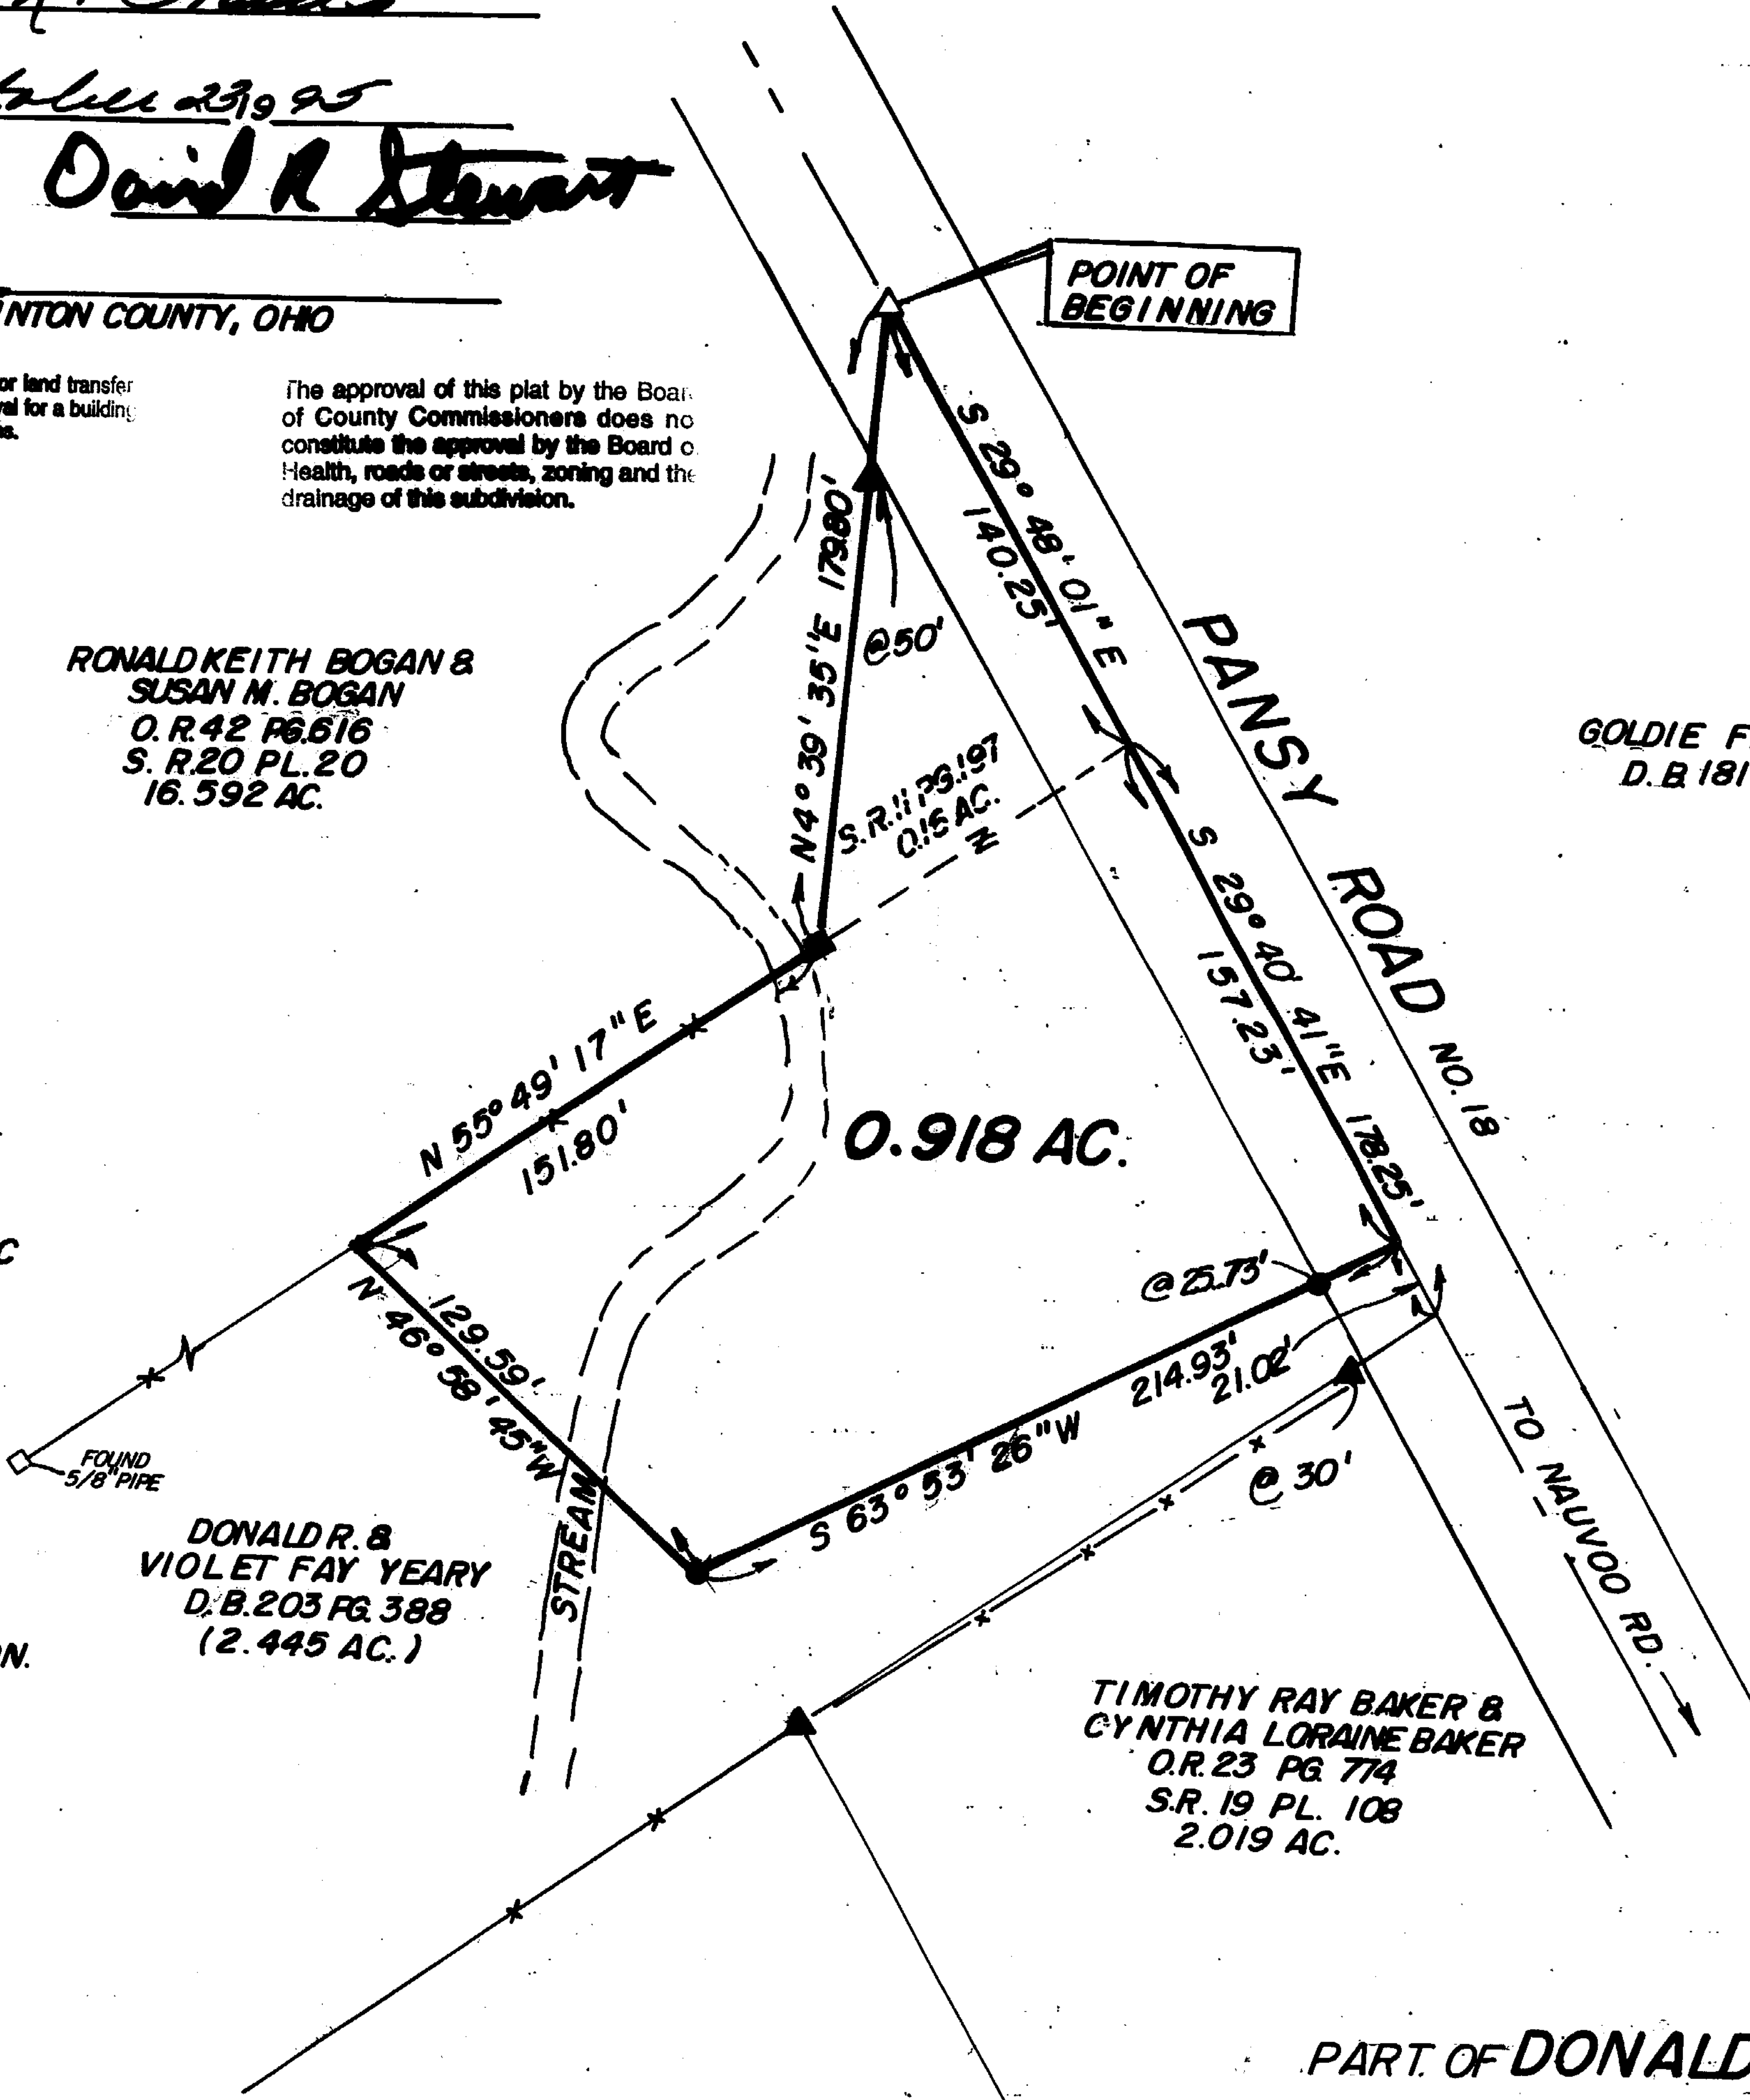 23, 19 95
David R Stewart
NTON COUNTY, OHIO
or land transfer
val for a building
The approval of this plat by the Boar
of County Commissioners does no
constitute the approval by the Board o
Health, roads or streets, zoning and the
drainage of this subdivision.
POINT OF
BEGINNING
S 29° 48' 01" E
140.25'
N 4° 39' 35" E 179.80'
@50'
RONALD KEITH BOGAN &
SUSAN M. BOGAN
O.R. 42 PG. 616
S.R. 20 PL. 20
16.592 AC.
S.R. 11 PG. 197
Z
PANSY ROAD NO. 18
GOLDIE F
D.B. 181
S 29° 40' 41" E 178.25'
157.23'
N 55° 49' 17" E
151.80'
0.918 AC.
C
@25.73'
129.59'
N 46° 58' 45" W
214.93'
21.02'
S 63° 53' 26" W
@ 30'
TO NAUVOO RD.
FOUND
5/8" PIPE
STREAM
DONALD R. &
VIOLET FAY YEARY
D.B. 203 PG. 388
(2.445 AC.)
N.
TIMOTHY RAY BAKER &
CYNTHIA LORAINE BAKER
O.R. 23 PG. 774
S.R. 19 PL. 108
2.019 AC.
PART OF DONALD